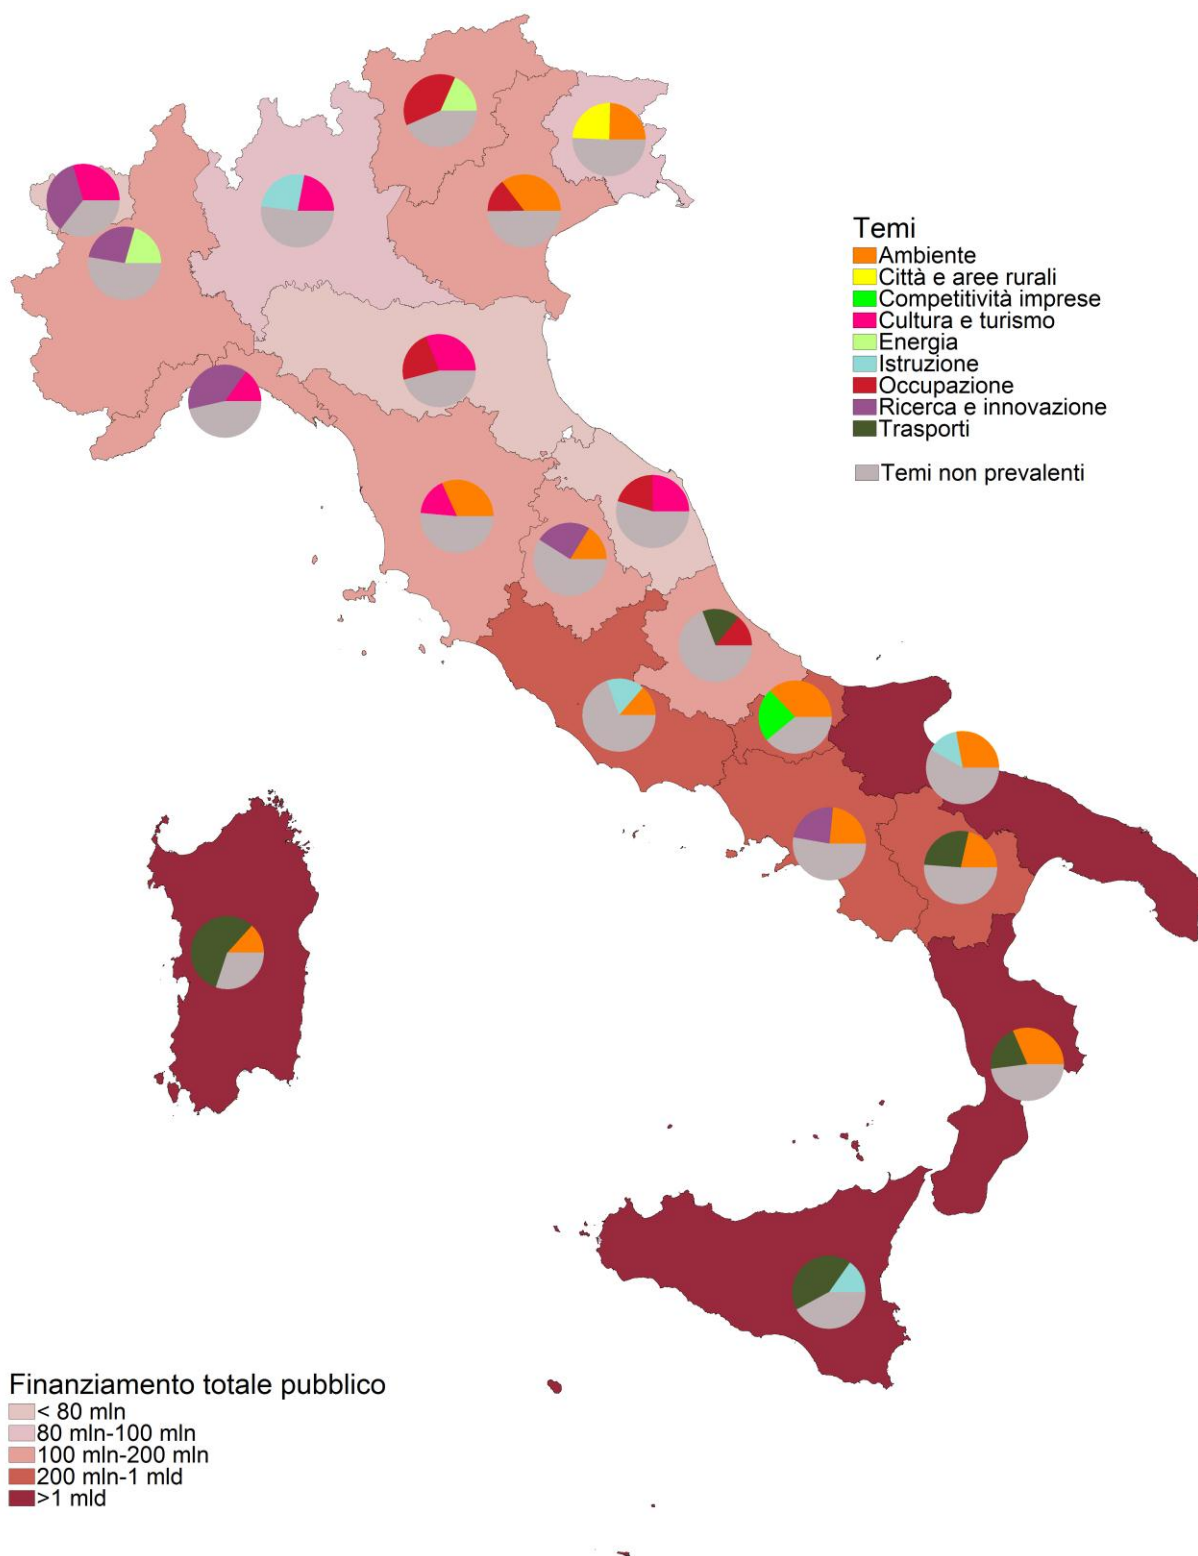 Temi
Ambiente
Città e aree rurali
Competitività imprese
Cultura e turismo
Energia
Istruzione
Occupazione
Ricerca e innovazione
Trasporti
Temi non prevalenti
Finanziamento totale pubblico
< 80 mln
80 mln-100 mln
100 mln-200 mln
200 mln-1 mld
>1 mld